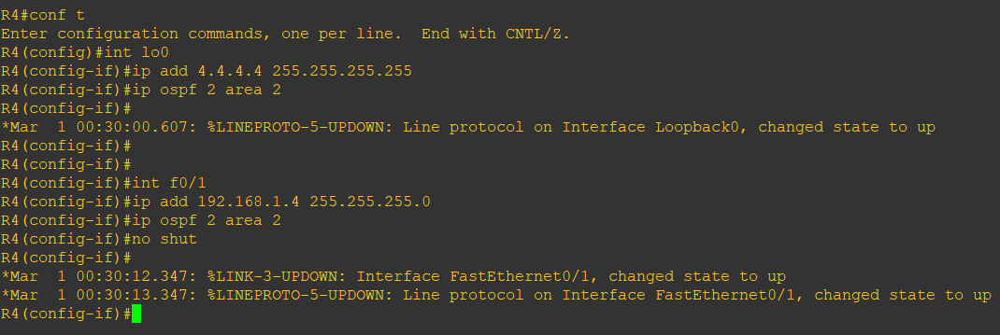 R4#conf t
Enter configuration commands, one per line.  End with CNTL/Z.
R4(config)#int lo0
R4(config-if)#ip add 4.4.4.4 255.255.255.255
R4(config-if)#ip ospf 2 area 2
R4(config-if)#
*Mar  1 00:30:00.607: %LINEPROTO-5-UPDOWN: Line protocol on Interface Loopback0, changed state to up
R4(config-if)#
R4(config-if)#
R4(config-if)#int f0/1
R4(config-if)#ip add 192.168.1.4 255.255.255.0
R4(config-if)#ip ospf 2 area 2
R4(config-if)#no shut
R4(config-if)#
*Mar  1 00:30:12.347: %LINK-3-UPDOWN: Interface FastEthernet0/1, changed state to up
*Mar  1 00:30:13.347: %LINEPROTO-5-UPDOWN: Line protocol on Interface FastEthernet0/1, changed state to up
R4(config-if)#